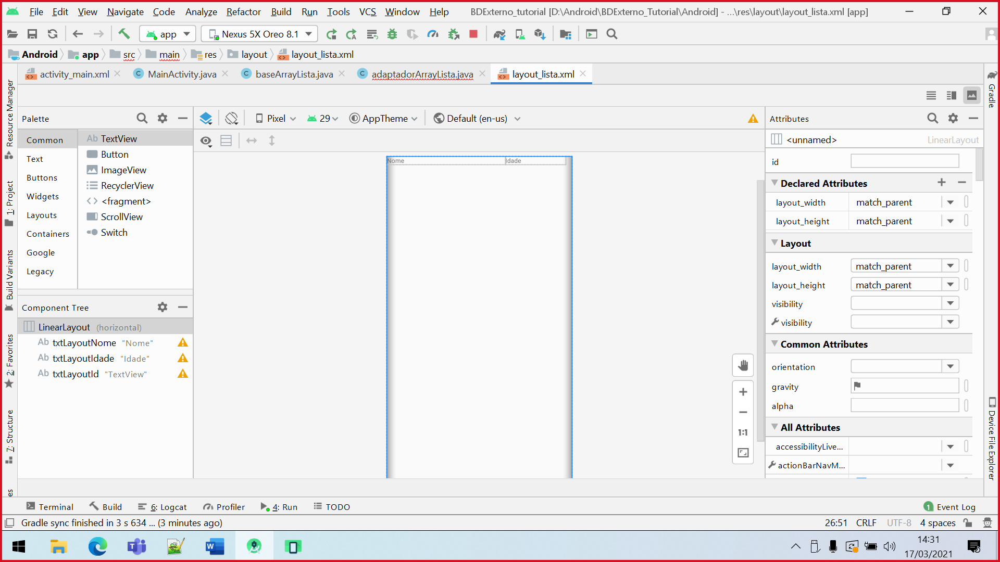 File Edit View Navigate Code Analyze Refactor Build Run Tools VCS Window Help BDExterno_tutorial [D:\Android\BDExterno_Tutorial\Android] - ...\res\layout\layout_lista.xml [app]
app Nexus 5X Oreo 8.1
Android app src main res layout layout_lista.xml
activity_main.xml MainActivity.java baseArrayLista.java adaptadorArrayLista.java layout_lista.xml
Resource Manager
1: Project
Build Variants
2: Favorites
7: Structure
es
Palette
Common
Text
Buttons
Widgets
Layouts
Containers
Google
Legacy
Ab TextView
Button
ImageView
RecyclerView
<fragment>
ScrollView
Switch
Component Tree
LinearLayout (horizontal)
Ab txtLayoutNome "Nome"
Ab txtLayoutIdade "Idade"
Ab txtLayoutId "TextView"
Pixel 29 AppTheme Default (en-us)
Nome Idade
1:1
Attributes
<unnamed> LinearLayout
id
Declared Attributes
layout_width match_parent
layout_height match_parent
Layout
layout_width match_parent
layout_height match_parent
visibility
visibility
Common Attributes
orientation
gravity
alpha
All Attributes
accessibilityLive...
actionBarNavM...
Gradle
Device File Explorer
Terminal Build 6: Logcat Profiler 4: Run TODO 1 Event Log
Gradle sync finished in 3 s 634 ... (3 minutes ago) 26:51 CRLF UTF-8 4 spaces
14:31
17/03/2021